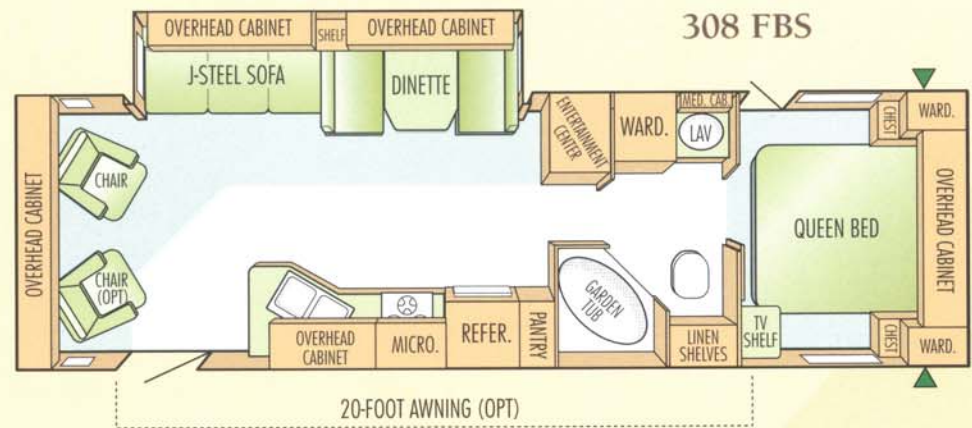 308 FBS
OVERHEAD CABINET
SHELF
OVERHEAD CABINET
J-STEEL SOFA
DINETTE
OVERHEAD CABINET
CHAIR
CHAIR
(OPT)
ENTERTAINMENT
CENTER
WARD.
MED. CAB.
LAV
CHEST
WARD.
QUEEN BED
OVERHEAD CABINET
GARDEN
TUB
OVERHEAD
CABINET
MICRO.
REFER.
PANTRY
LINEN
SHELVES
TV
SHELF
CHEST
WARD.
20-FOOT AWNING (OPT)